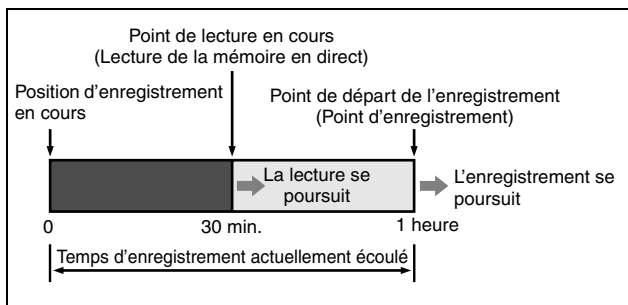 Point de lecture en cours
(Lecture de la mémoire en direct)
Position d'enregistrement
en cours
Point de départ de l'enregistrement
(Point d'enregistrement)
La lecture se
poursuit
L'enregistrement se
poursuit
0
30 min.
1 heure
Temps d'enregistrement actuellement écoulé